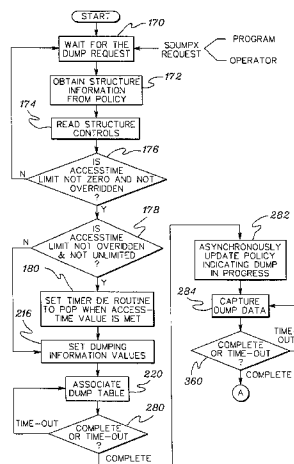 START
170
WAIT FOR THE
DUMP REQUEST
SDUMPX
REQUEST
PROGRAM
OPERATOR
OBTAIN STRUCTURE
INFORMATION
FROM POLICY
172
174
READ STRUCTURE
CONTROLS
176
IS
ACCESSTIME
LIMIT NOT ZERO AND NOT
OVERRIDDEN
?
N
Y
178
IS
ACCESSTIME
LIMIT NOT OVERIDDEN
& NOT UNLIMITED
?
N
Y
180
SET TIMER DIE ROUTINE
TO POP WHEN ACCESS-
TIME VALUE IS MET
216
SET DUMPING
INFORMATION VALUES
220
ASSOCIATE
DUMP TABLE
280
TIME-OUT
COMPLETE
OR TIME-OUT
?
COMPLETE
282
ASYNCHRONOUSLY
UPDATE POLICY
INDICATING DUMP
IN PROGRESS
284
CAPTURE
DUMP DATA
TIME
OUT
COMPLETE
OR TIME-OUT
?
360
COMPLETE
A